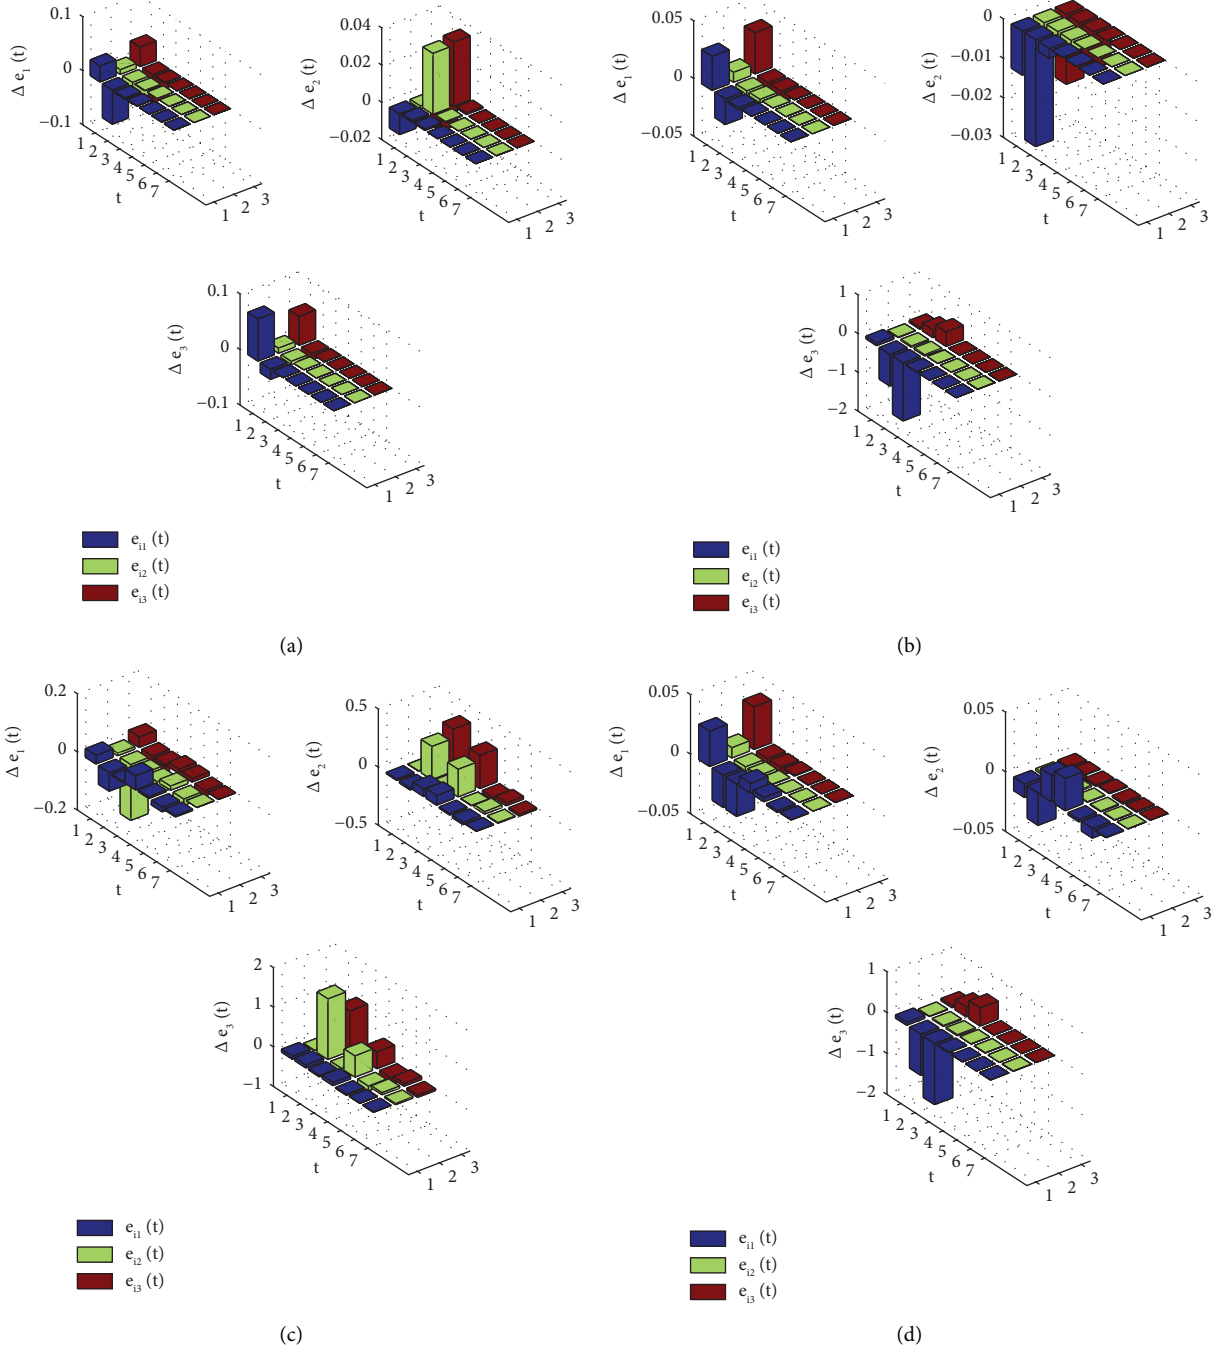 0.1
0
−0.1
Δ e1 (t)
1 2 3 4 5 6 7
t
1 2 3
0.04
0.02
0
−0.02
Δ e2 (t)
1 2 3 4 5 6 7
t
1 2 3
0.1
0
−0.1
Δ e3 (t)
1 2 3 4 5 6 7
t
1 2 3
ei1 (t)
ei2 (t)
ei3 (t)
(a)
0.05
0
−0.05
Δ e1 (t)
1 2 3 4 5 6 7
t
1 2 3
0
−0.01
−0.02
−0.03
Δ e2 (t)
1 2 3 4 5 6 7
t
1 2 3
1
0
−1
−2
Δ e3 (t)
1 2 3 4 5 6 7
t
1 2 3
ei1 (t)
ei2 (t)
ei3 (t)
(b)
0.2
0
−0.2
Δ e1 (t)
1 2 3 4 5 6 7
t
1 2 3
0.5
0
−0.5
Δ e2 (t)
1 2 3 4 5 6 7
t
1 2 3
2
1
0
−1
Δ e3 (t)
1 2 3 4 5 6 7
t
1 2 3
ei1 (t)
ei2 (t)
ei3 (t)
(c)
0.05
0
−0.05
Δ e1 (t)
1 2 3 4 5 6 7
t
1 2 3
0.05
0
−0.05
Δ e2 (t)
1 2 3 4 5 6 7
t
1 2 3
1
0
−1
−2
Δ e3 (t)
1 2 3 4 5 6 7
t
1 2 3
ei1 (t)
ei2 (t)
ei3 (t)
(d)